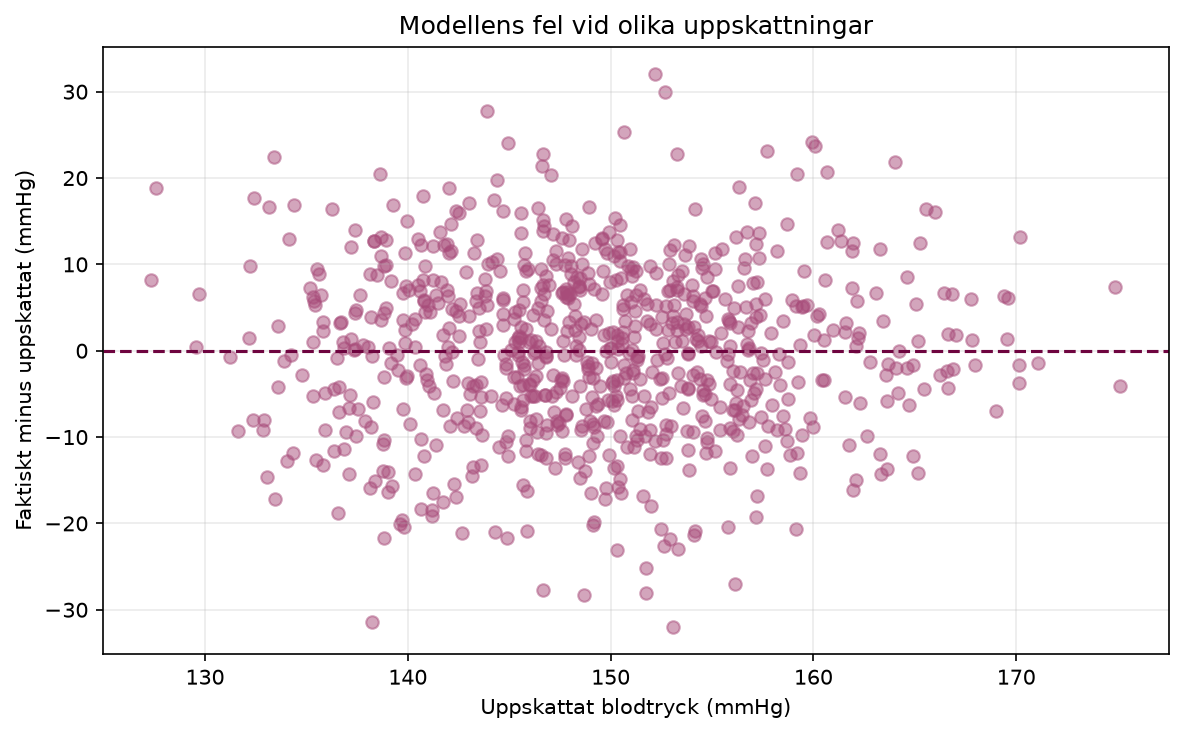 Modellens fel vid olika uppskattningar
Faktiskt minus uppskattat (mmHg)
30
20
10
0
−10
−20
−30
130 140 150 160 170
Uppskattat blodtryck (mmHg)